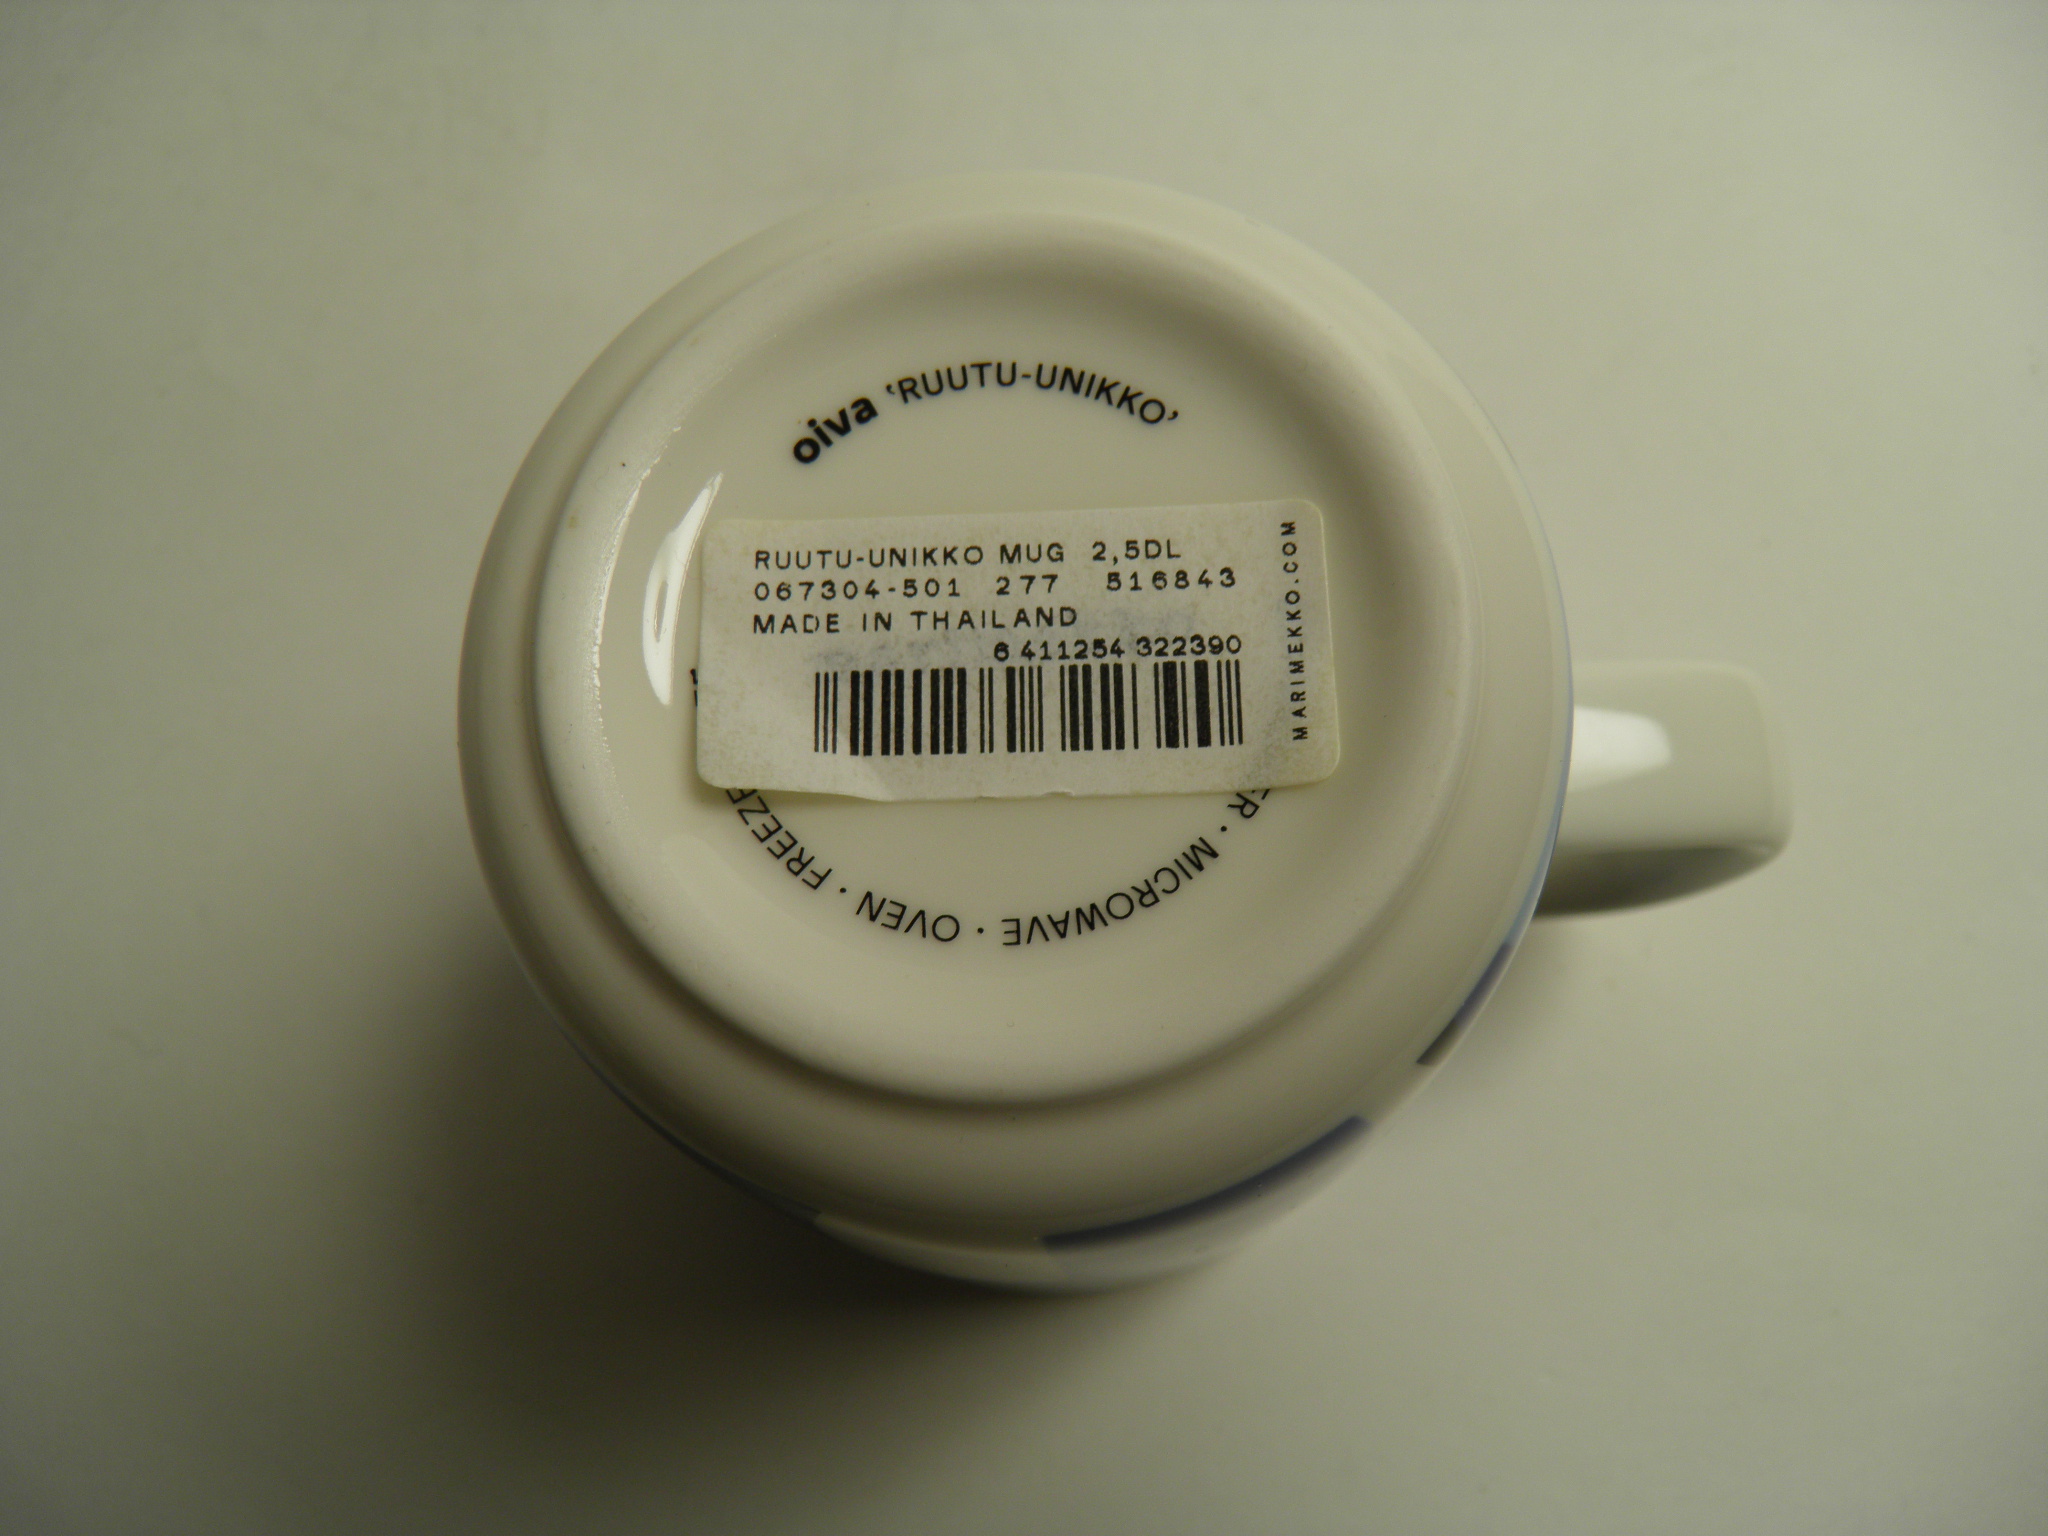 oiva ‘RUUTU-UNIKKO’
RUUTU-UNIKKO MUG 2,5DL
067304-501 277 516843
MADE IN THAILAND
6 411254 322390
MARIMEKKO.COM
· MICROWAVE · OVEN ·